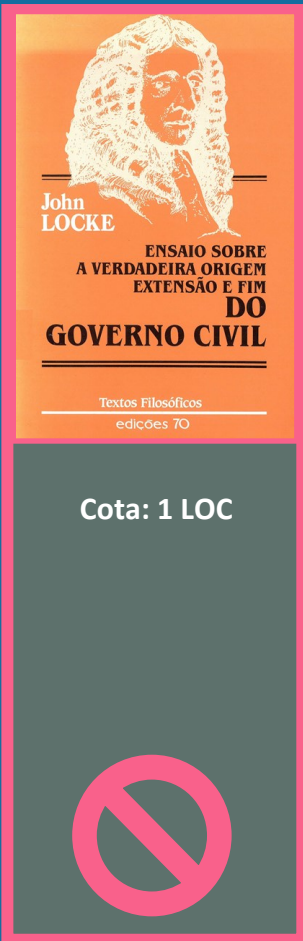 John
LOCKE
ENSAIO SOBRE
A VERDADEIRA ORIGEM
EXTENSÃO E FIM
DO
GOVERNO CIVIL
Textos Filosóficos
edições 70
Cota: 1 LOC